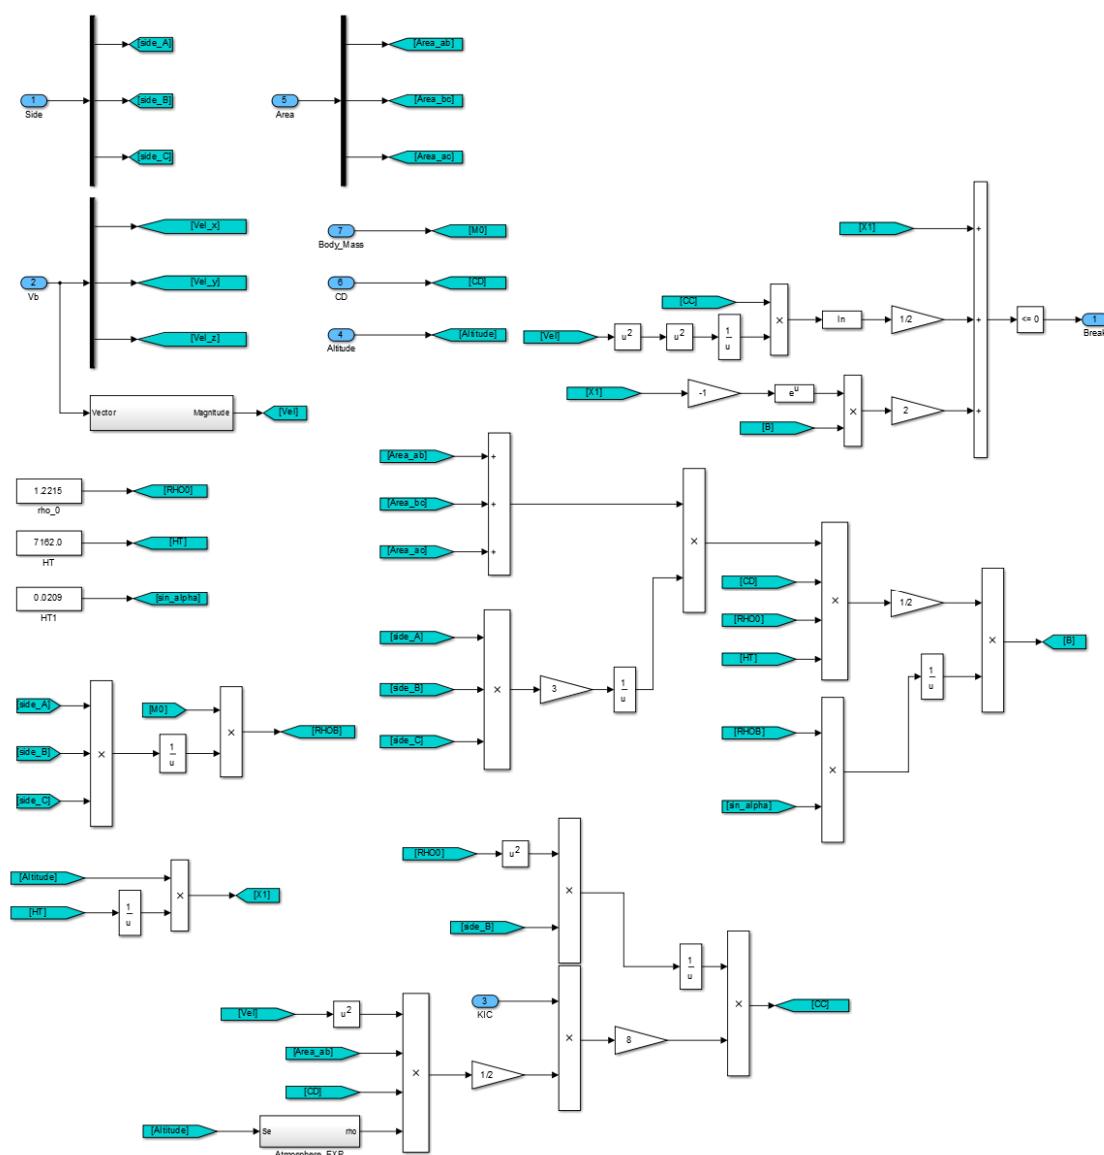 [side_A]
1
[side_B]
Side
[side_C]
[Area_ab]
5
[Area_bc]
Area
[Area_ac]
[Vel_x]
2
[Vel_y]
Vb
[Vel_z]
Vector Magnitude
[Vel]
7
[M0]
Body_Mass
6
[CD]
CD
4
[Altitude]
Altitude
[X1]
+
[CC]
×
[Vel]
u²
u²
1
u
ln
1/2
+
<= 0
1
Break
[X1]
-1
eᵘ
[B]
×
2
+
1.2215
[RHO0]
rho_0
7162.0
[HT]
HT
0.0209
[sin_alpha]
HT1
[Area_ab]
+
[Area_bc]
+
[Area_ac]
+
×
[side_A]
[side_B]
×
3
1
u
[side_C]
[CD]
×
[RHO0]
[HT]
1/2
×
[B]
1
u
[RHOB]
×
[sin_alpha]
[side_A]
[M0]
×
[RHOB]
[side_B]
×
1
u
[side_C]
[Altitude]
×
[X1]
[HT]
1
u
[RHO0]
u²
×
[side_B]
1
u
×
[CC]
3
KIC
×
8
[Vel]
u²
[Area_ab]
×
1/2
[CD]
[Altitude]
Se rho
Atmosphere_EXP